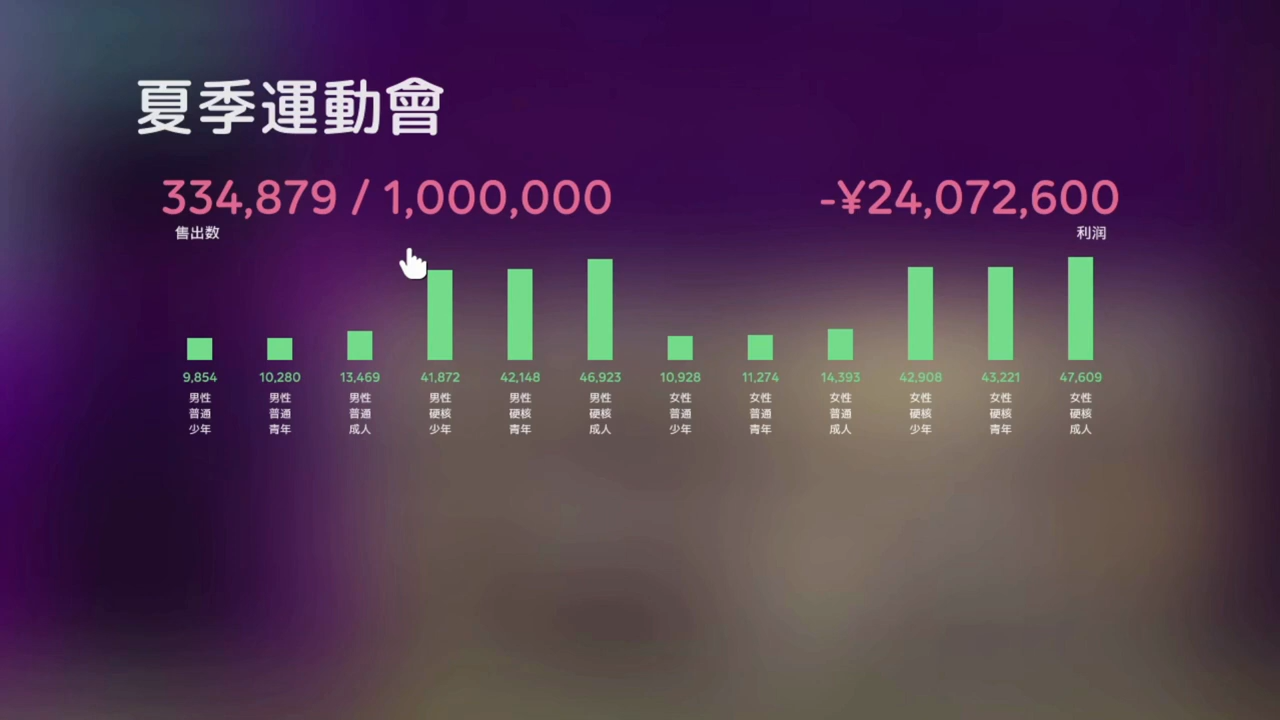 夏季運動會
334,879 / 1,000,000
-¥24,072,600
售出数
利润
9,854 10,280 13,469 41,872 42,148 46,923 10,928 11,274 14,393 42,908 43,221 47,609
男性 男性 男性 男性 男性 男性 女性 女性 女性 女性 女性 女性
普通 普通 普通 硬核 硬核 硬核 普通 普通 普通 硬核 硬核 硬核
少年 青年 成人 少年 青年 成人 少年 青年 成人 少年 青年 成人